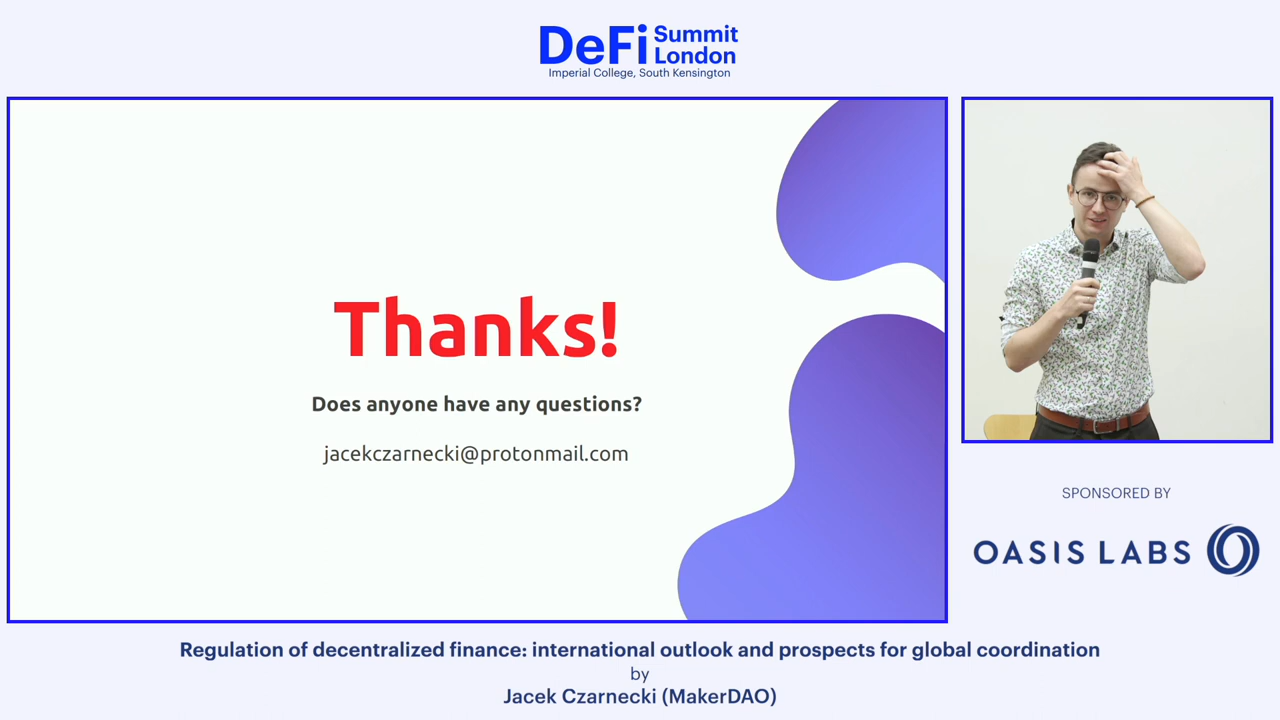 DeFi Summit London
Imperial College, South Kensington
Thanks!
Does anyone have any questions?
jacekczarnecki@protonmail.com
SPONSORED BY
OASIS LABS
Regulation of decentralized finance: international outlook and prospects for global coordination
by
Jacek Czarnecki (MakerDAO)